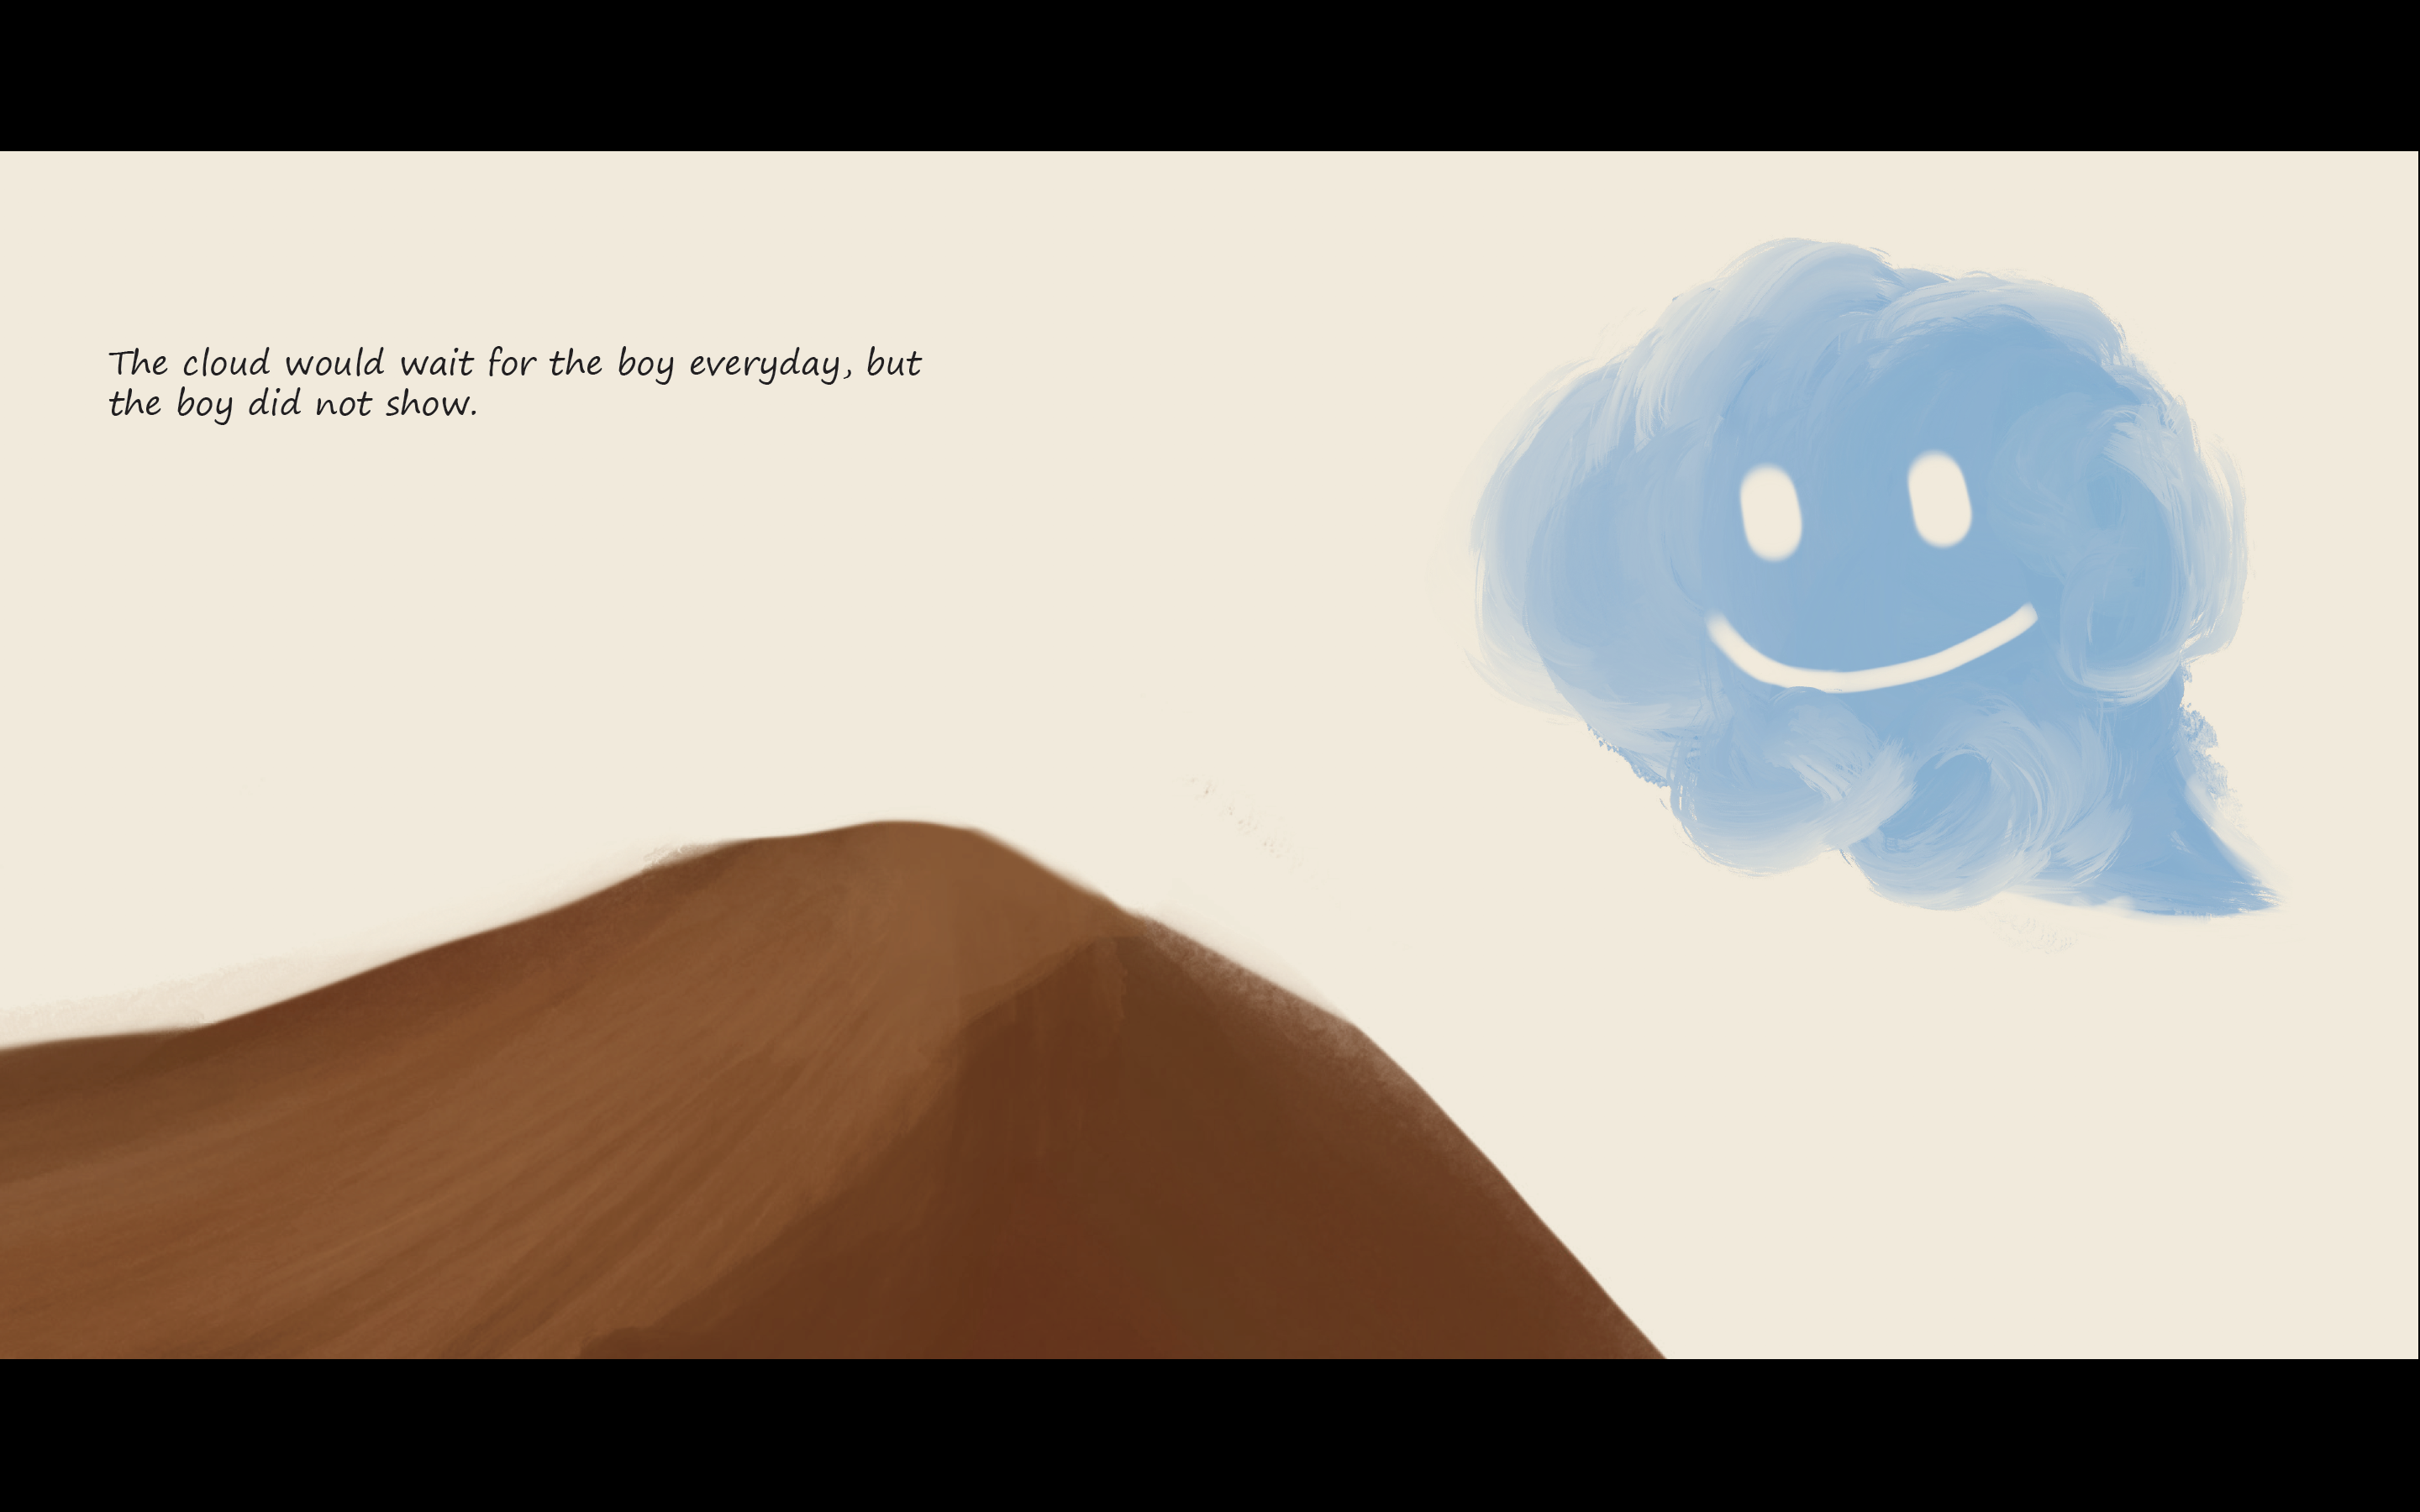 The cloud would wait for the boy everyday, but
the boy did not show.